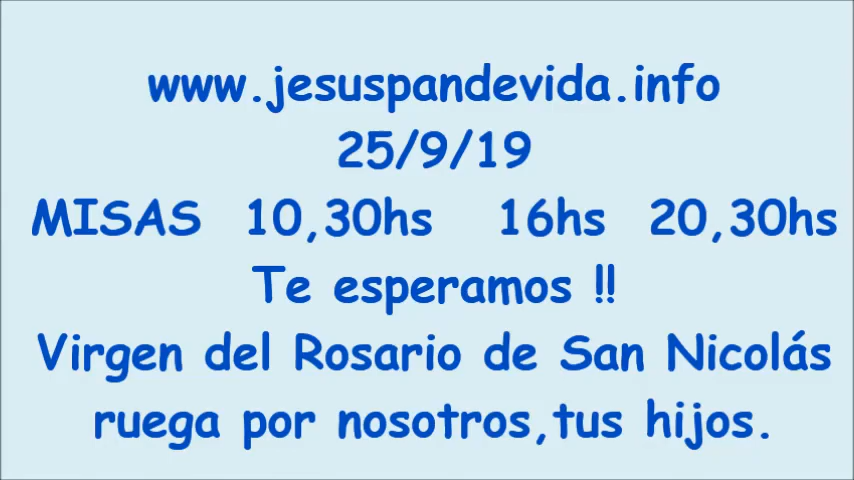 www.jesuspandevida.info
25/9/19
MISAS 10,30hs 16hs 20,30hs
Te esperamos !!
Virgen del Rosario de San Nicolás
ruega por nosotros,tus hijos.